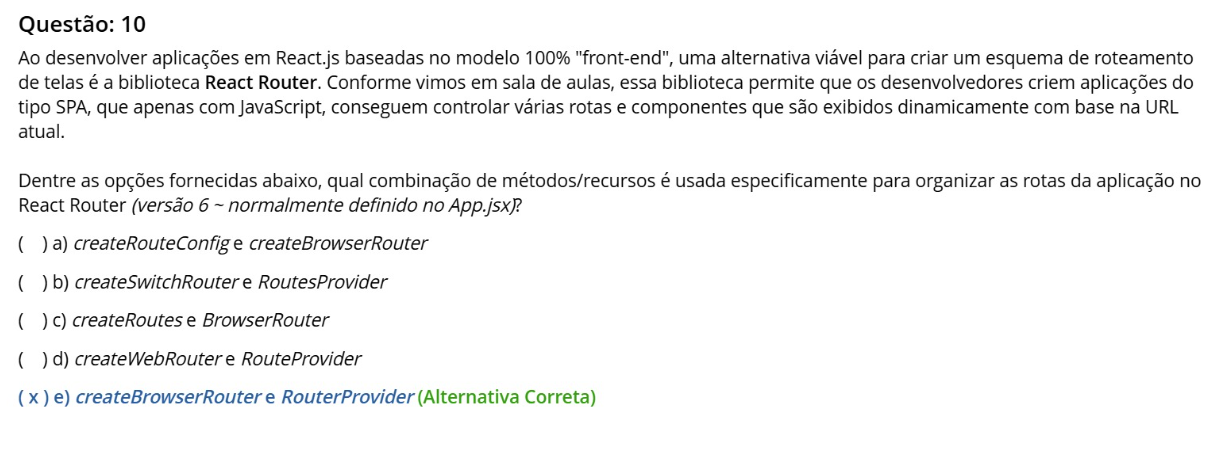 Questão: 10
Ao desenvolver aplicações em React.js baseadas no modelo 100% "front-end", uma alternativa viável para criar um esquema de roteamento
de telas é a biblioteca React Router. Conforme vimos em sala de aulas, essa biblioteca permite que os desenvolvedores criem aplicações do
tipo SPA, que apenas com JavaScript, conseguem controlar várias rotas e componentes que são exibidos dinamicamente com base na URL
atual.
Dentre as opções fornecidas abaixo, qual combinação de métodos/recursos é usada especificamente para organizar as rotas da aplicação no
React Router (versão 6 ~ normalmente definido no App.jsx)?
( ) a) createRouteConfig e createBrowserRouter
( ) b) createSwitchRouter e RoutesProvider
( ) c) createRoutes e BrowserRouter
( ) d) createWebRouter e RouteProvider
( x ) e) createBrowserRouter e RouterProvider (Alternativa Correta)